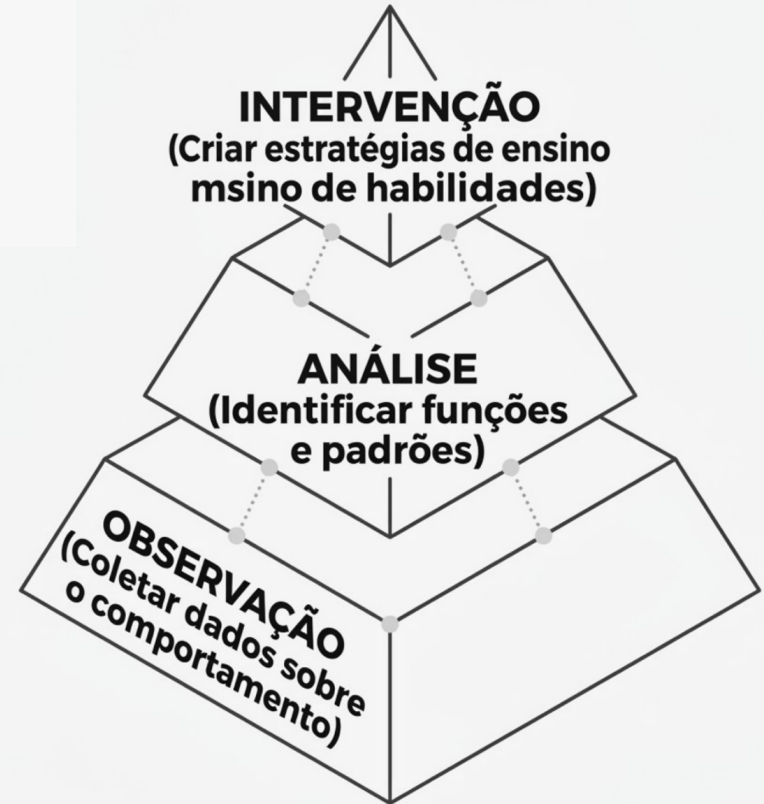 INTERVENÇÃO
(Criar estratégias de ensino
msino de habilidades)
ANÁLISE
(Identificar funções
e padrões)
OBSERVAÇÃO
(Coletar dados sobre
o comportamento)